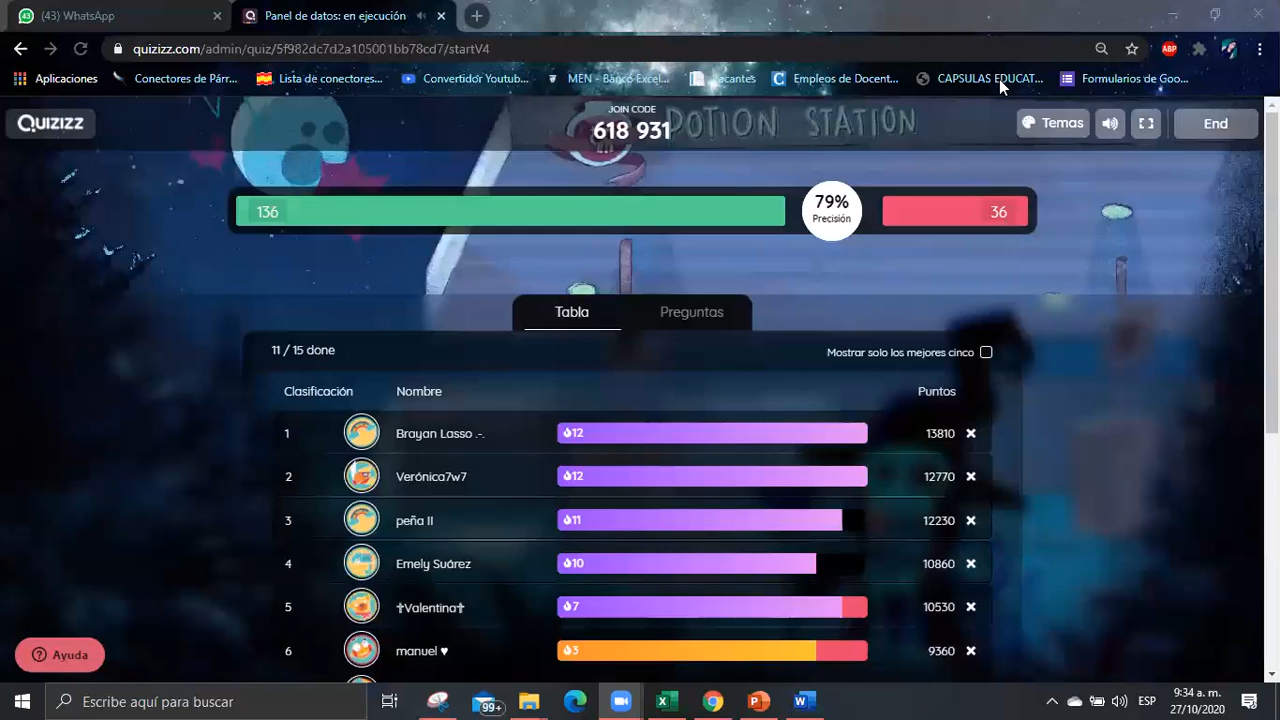 (43) WhatsApp
Panel de datos: en ejecución
quizizz.com/admin/quiz/5f982dc7d2a105001bb78cd7/startV4
ABP
Aplicaciones
Conectores de Párr...
Lista de conectores...
Convertidor Youtub...
MEN - Banco Excel...
Vacantes
Empleos de Docent...
CAPSULAS EDUCAT...
Formularios de Goo...
Quizizz
JOIN CODE
618 931
POTION STATION
Temas
End
136
79%
Precisión
36
Tabla
Preguntas
11 / 15 done
Mostrar solo los mejores cinco
Clasificación
Nombre
Puntos
1
Brayan Lasso .-.
12
13810
2
Verónica7w7
12
12770
3
peña II
11
12230
4
Emely Suárez
10
10860
5
✝Valentina✝
7
10530
6
manuel ♥
3
9360
Ayuda
Escribe aquí para buscar
99+
ESP
9:34 a. m.
27/10/2020